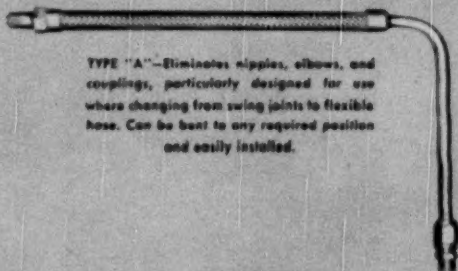 TYPE "A"—Eliminates nipples, elbows, and
couplings, particularly designed for use
where changing from swing joints to flexible
hose. Can be bent to any required position
and easily installed.